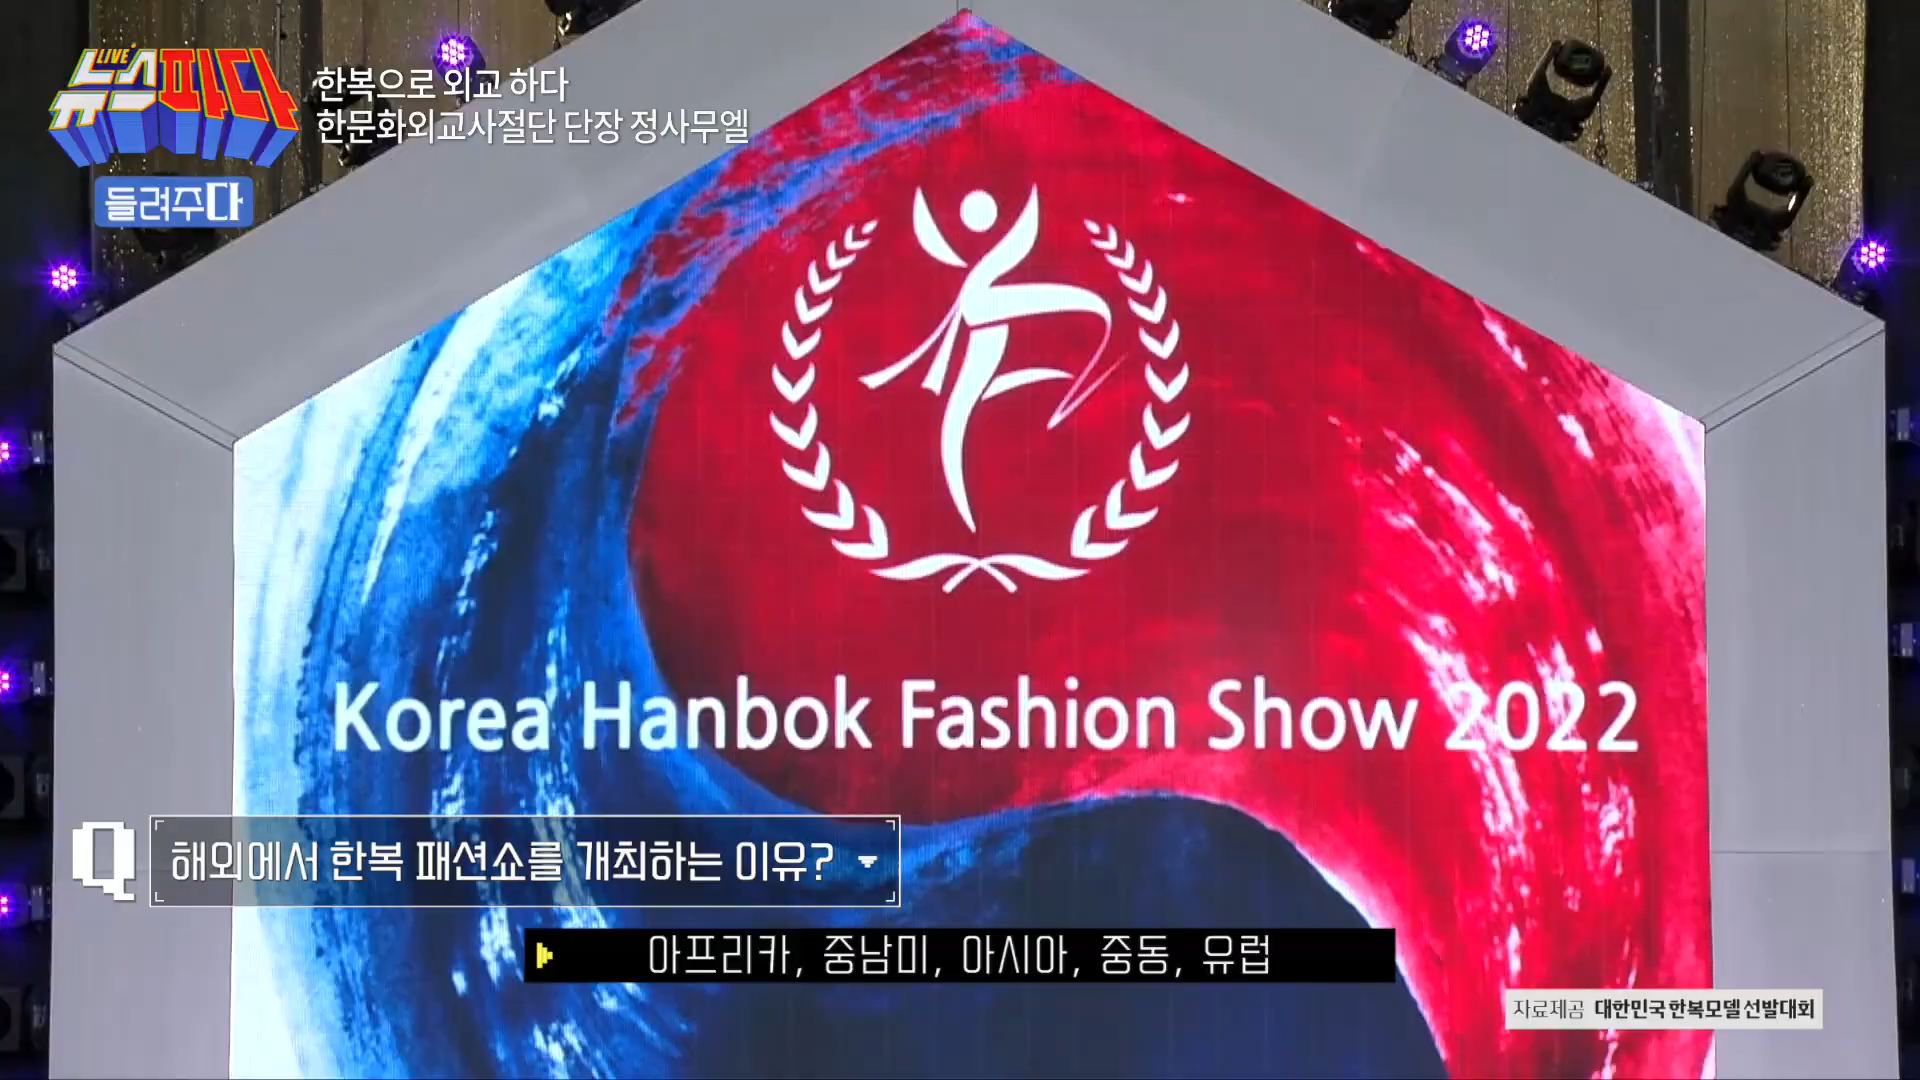 LIVE
뉴스파다
들려주다
한복으로 외교 하다
한문화외교사절단 단장 정사무엘
Korea Hanbok Fashion Show 2022
Q 해외에서 한복 패션쇼를 개최하는 이유?
아프리카, 중남미, 아시아, 중동, 유럽
자료제공 대한민국한복모델선발대회